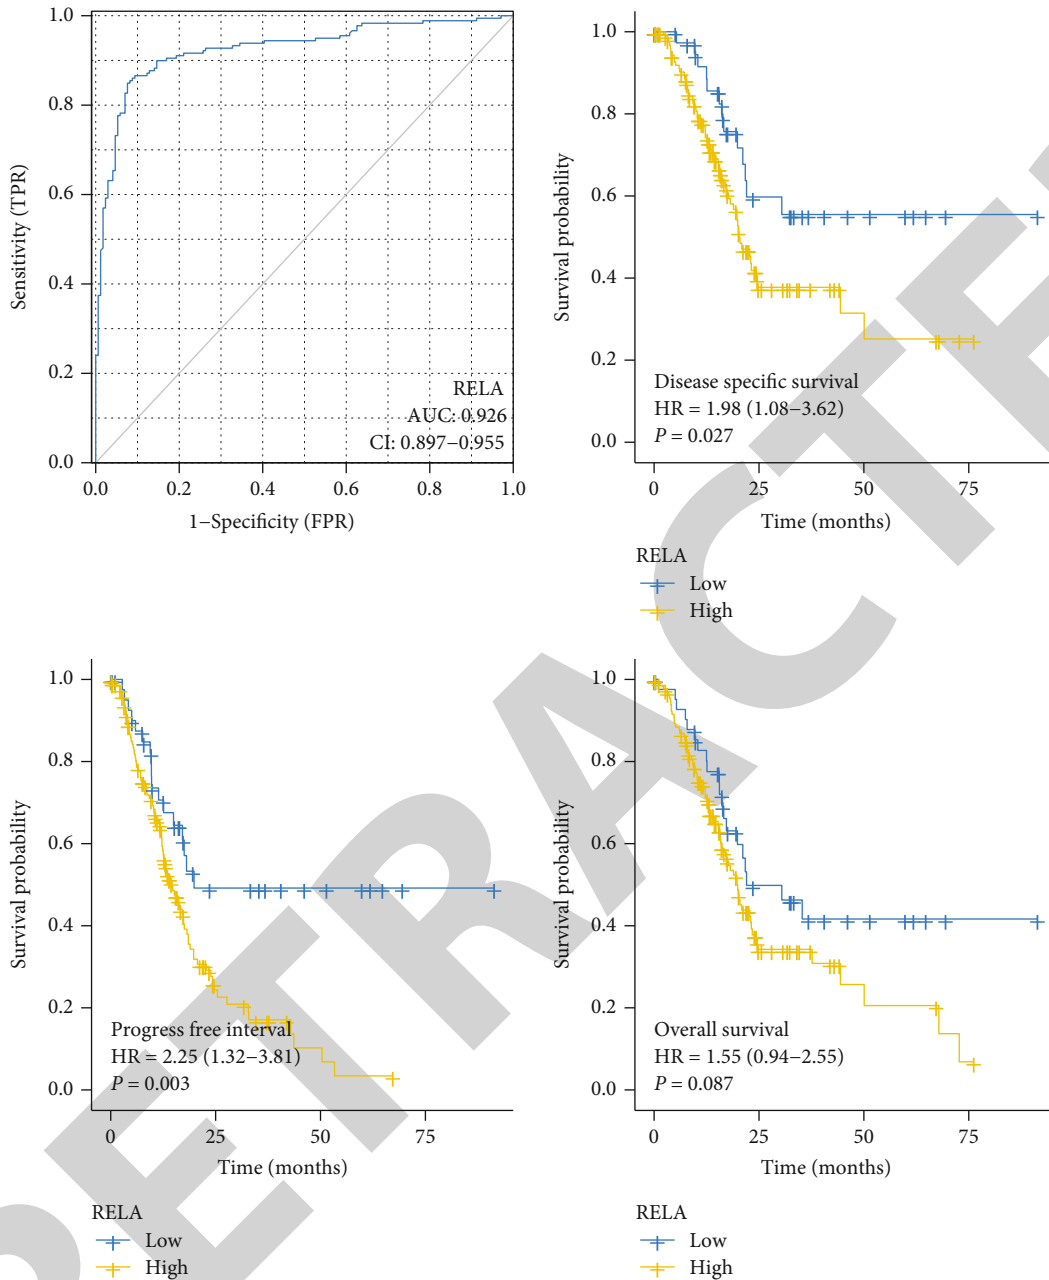 1.0
0.8
0.6
0.4
0.2
0.0
Sensitivity (TPR)
RELA
AUC: 0.926
CI: 0.897–0.955
0.0 0.2 0.4 0.6 0.8 1.0
1–Specificity (FPR)
1.0
0.8
0.6
0.4
0.2
0.0
Survival probability
Disease specific survival
HR = 1.98 (1.08–3.62)
P = 0.027
0 25 50 75
Time (months)
RELA
Low
High
1.0
0.8
0.6
0.4
0.2
0.0
Survival probability
Progress free interval
HR = 2.25 (1.32–3.81)
P = 0.003
0 25 50 75
Time (months)
RELA
Low
High
1.0
0.8
0.6
0.4
0.2
0.0
Survival probability
Overall survival
HR = 1.55 (0.94–2.55)
P = 0.087
0 25 50 75
Time (months)
RELA
Low
High